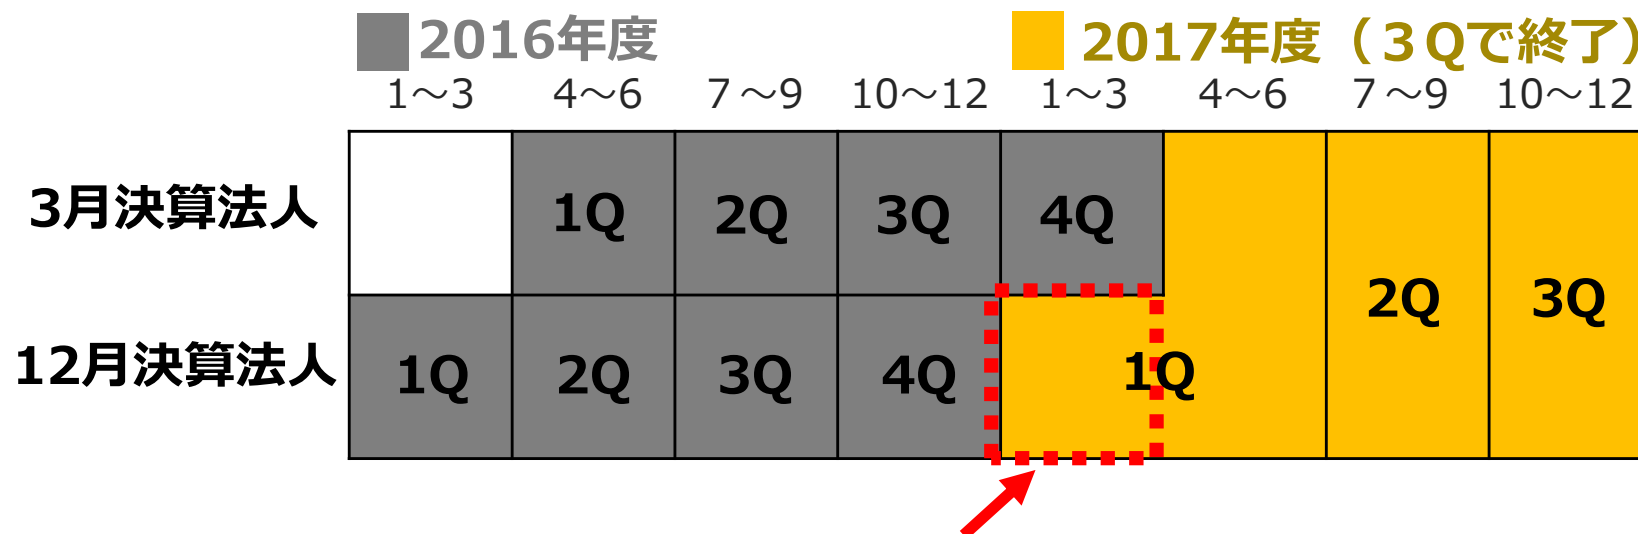 2016年度 2017年度（３Qで終了）
1～3 4～6 ７～9 10～12 1～3 4～6 ７～9 10～12
3月決算法人 1Q 2Q 3Q 4Q
2Q 3Q
12月決算法人 1Q 2Q 3Q 4Q 1Q